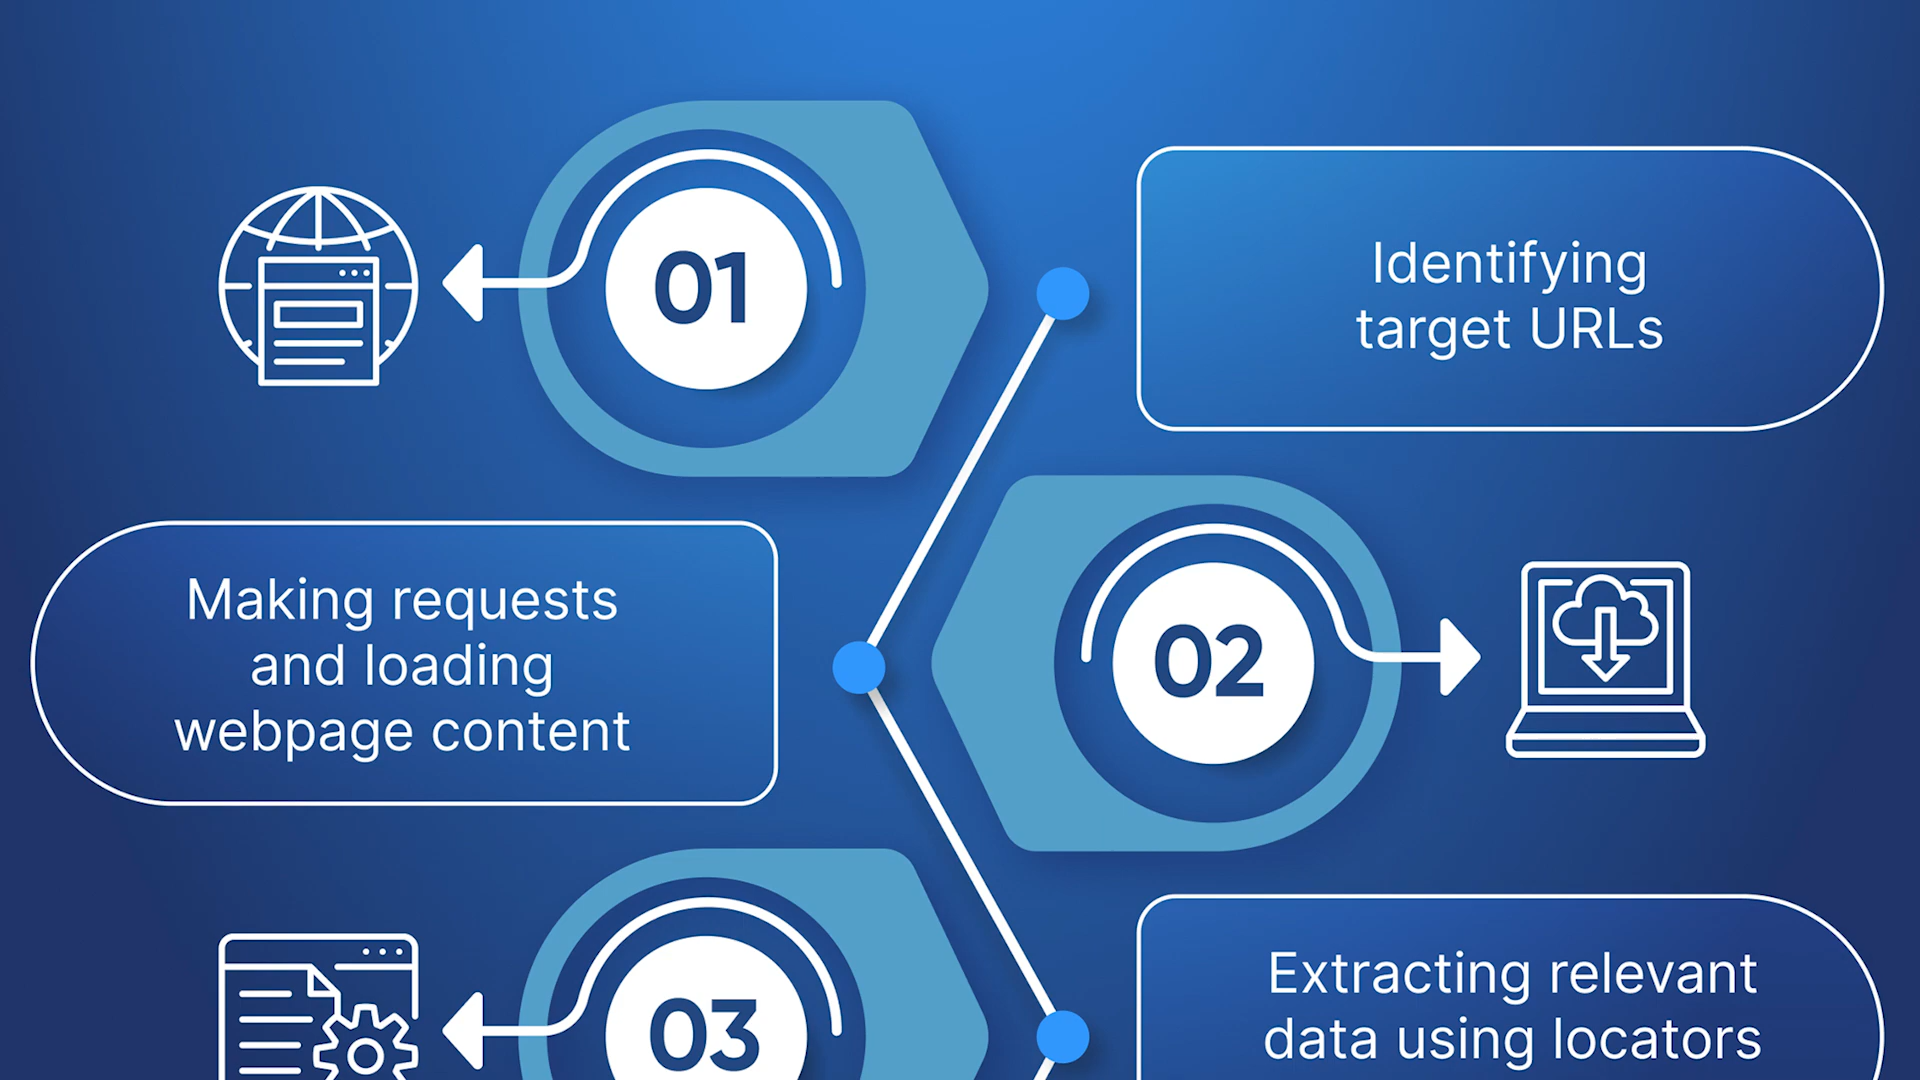 01
Identifying
target URLs
Making requests
and loading
webpage content
02
03
Extracting relevant
data using locators